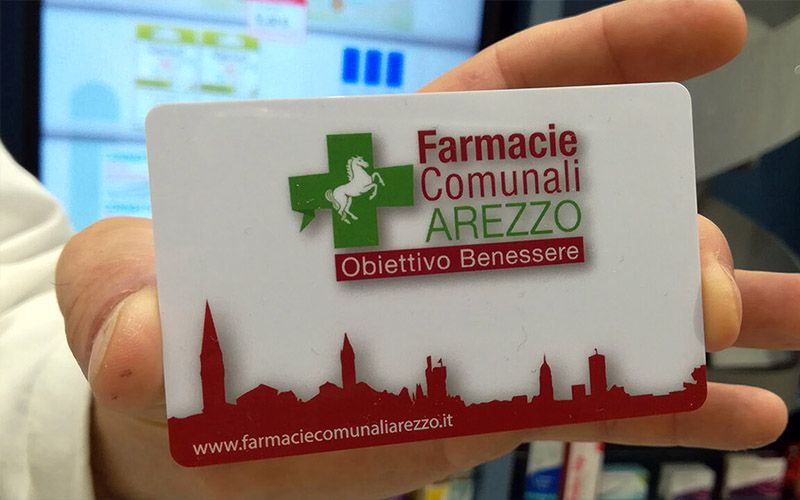 Farmacie
Comunali
AREZZO
Obiettivo Benessere
www.farmaciecomunaliarezzo.it